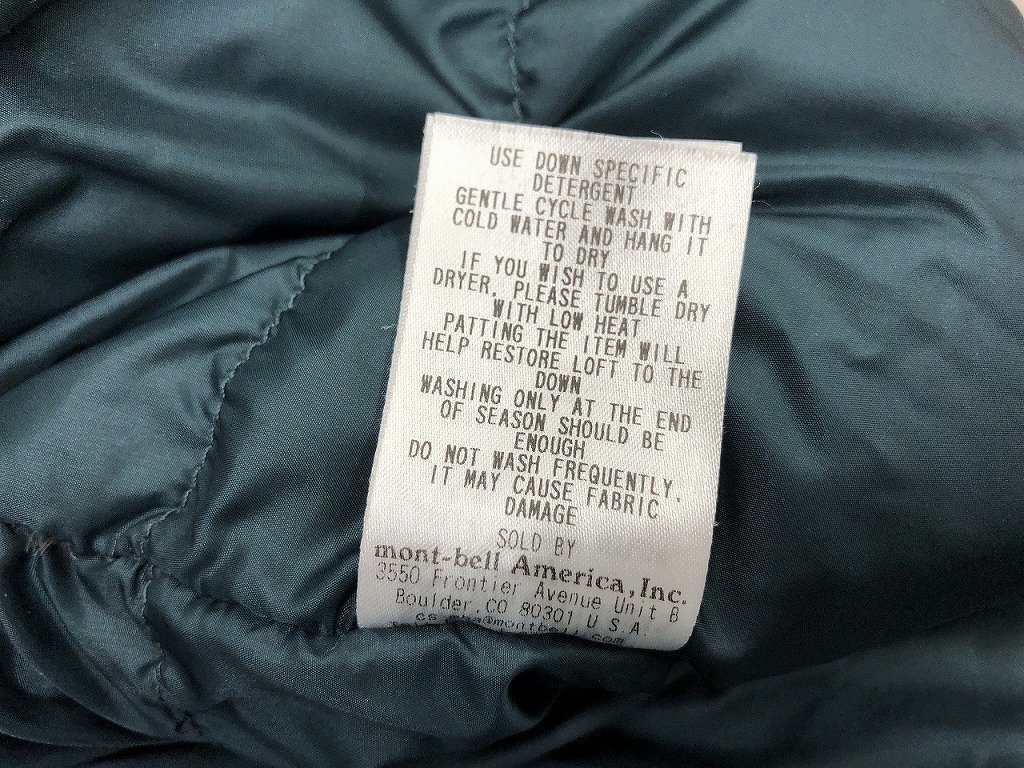 USE DOWN SPECIFIC
DETERGENT
GENTLE CYCLE WASH WITH
COLD WATER AND HANG IT
TO DRY
IF YOU WISH TO USE A
DRYER, PLEASE TUMBLE DRY
WITH LOW HEAT
PATTING THE ITEM WILL
HELP RESTORE LOFT TO THE
DOWN
WASHING ONLY AT THE END
OF SEASON SHOULD BE
ENOUGH
DO NOT WASH FREQUENTLY.
IT MAY CAUSE FABRIC
DAMAGE
SOLD BY
mont-bell America, Inc.
3550 Frontier Avenue Unit B
Boulder, CO 80301 U S A.